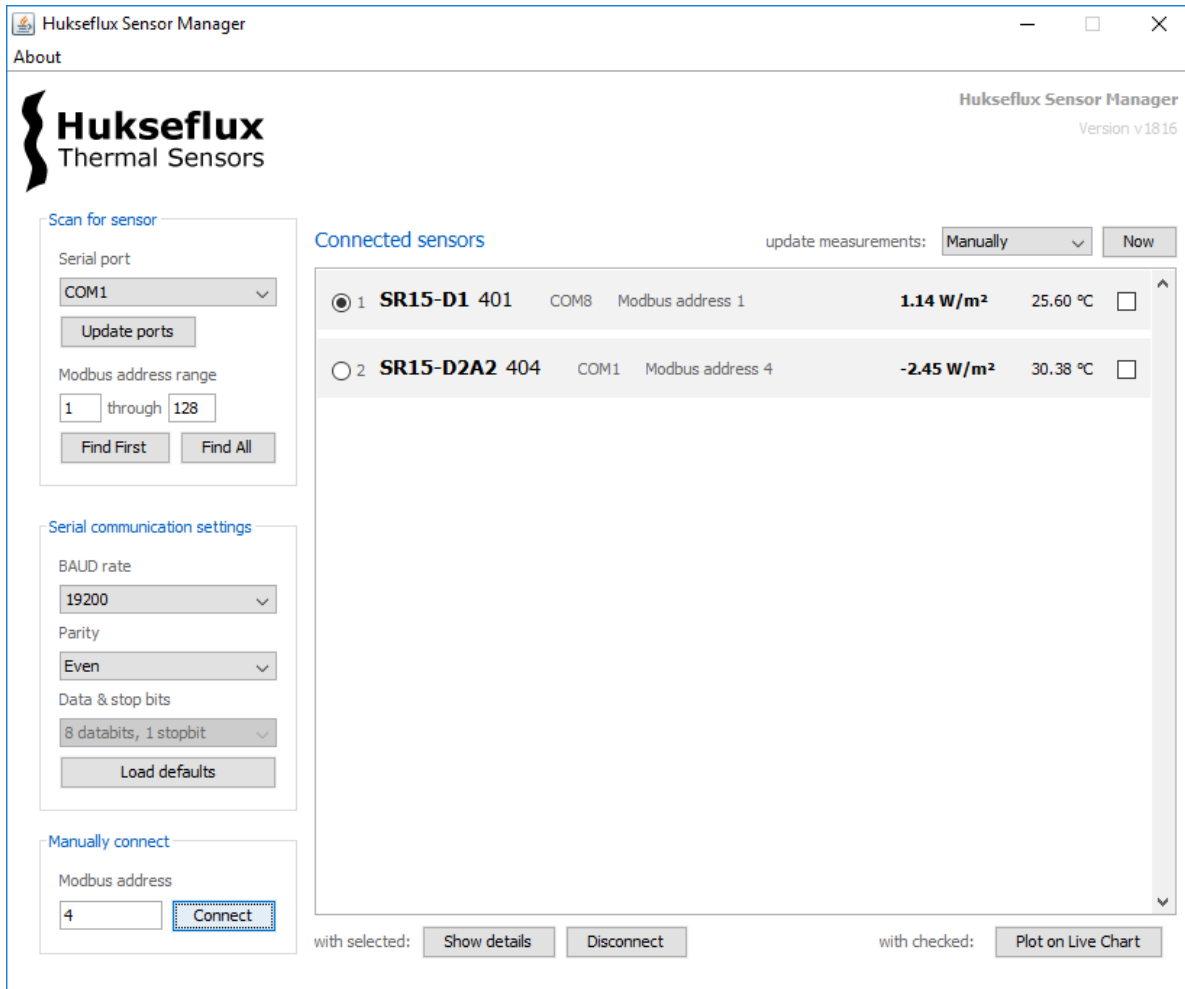 Hukseflux Sensor Manager
About
Hukseflux
Thermal Sensors
Hukseflux Sensor Manager
Version v1816
Scan for sensor
Serial port
COM1
Update ports
Modbus address range
1 through 128
Find First Find All
Serial communication settings
BAUD rate
19200
Parity
Even
Data & stop bits
8 databits, 1 stopbit
Load defaults
Manually connect
Modbus address
4 Connect
Connected sensors update measurements: Manually Now
1 SR15-D1 401 COM8 Modbus address 1 1.14 W/m² 25.60 ºC
2 SR15-D2A2 404 COM1 Modbus address 4 -2.45 W/m² 30.38 ºC
with selected: Show details Disconnect with checked: Plot on Live Chart